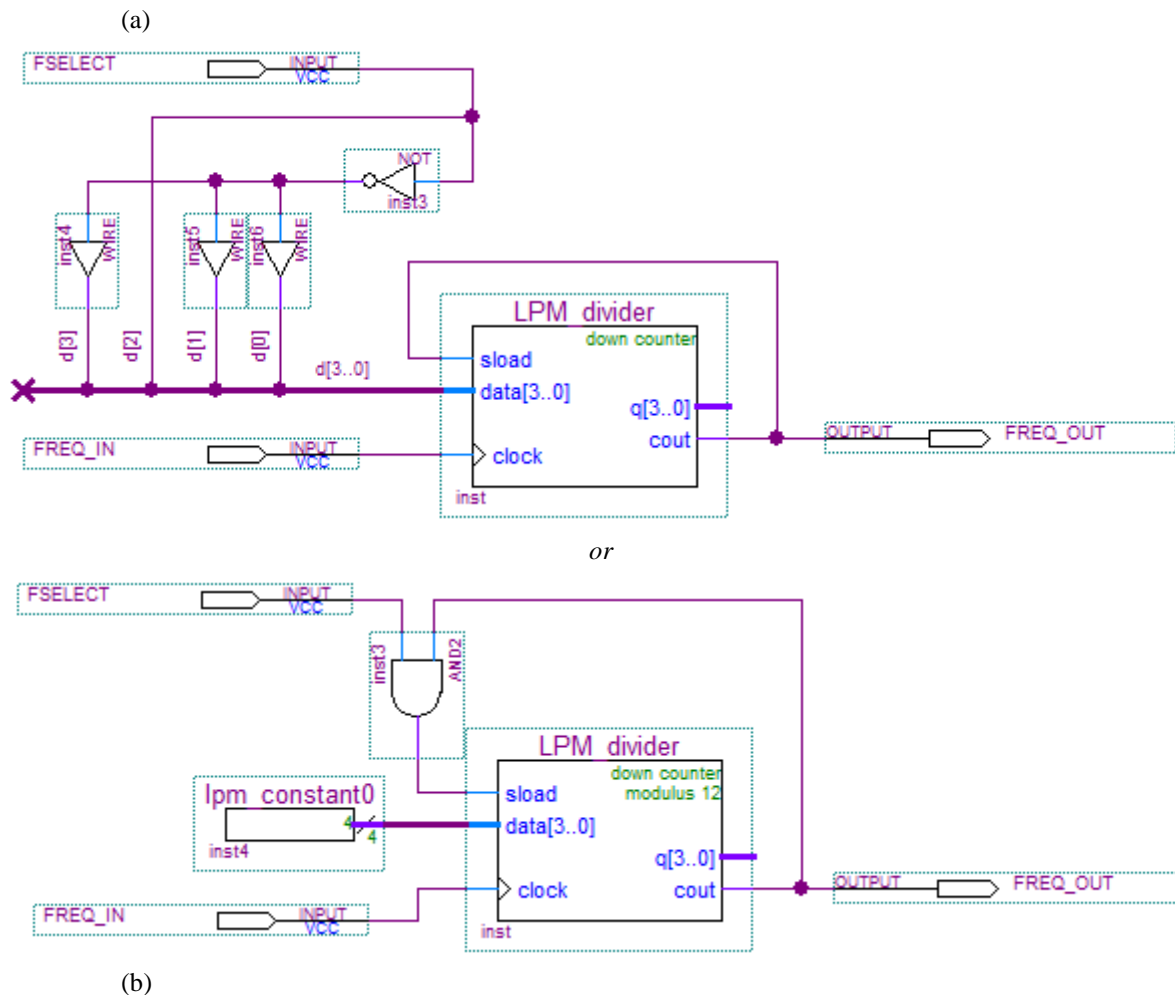 (a)
FSELECT
INPUT
VCC
NOT
inst3
inst4
WIRE
inst5
WIRE
inst6
WIRE
d[3]
d[2]
d[1]
d[0]
d[3..0]
LPM_divider
down counter
sload
data[3..0]
q[3..0]
cout
clock
inst
FREQ_IN
INPUT
VCC
OUTPUT
FREQ_OUT
or
FSELECT
INPUT
VCC
inst3
AND2
LPM_divider
down counter
modulus 12
sload
data[3..0]
q[3..0]
cout
clock
inst
lpm_constant0
4
4
inst4
FREQ_IN
INPUT
VCC
OUTPUT
FREQ_OUT
(b)